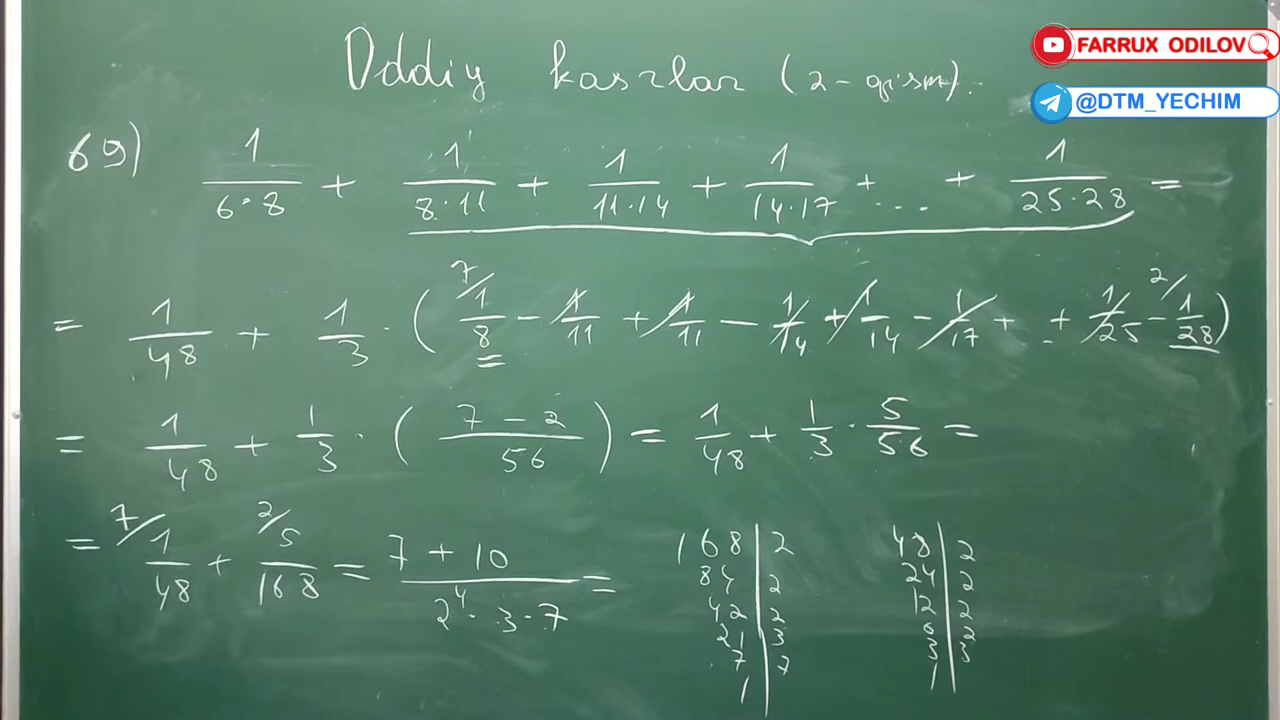 Oddiy kasrlar (2-qism).
FARRUX ODILOV
@DTM_YECHIM
69) 1/(6·8) + 1/(8·11) + 1/(11·14) + 1/(14·17) + ... + 1/(25·28) =
= 1/48 + 1/3 · ( 7/ 1/8 - 1/11 + 1/11 - 1/14 + 1/14 - 1/17 + ... + 1/25 - 2/ 1/28 )
= 1/48 + 1/3 · ( (7-2)/56 ) = 1/48 + 1/3 · 5/56 =
= 7/ 1/48 + 2/ 5/168 = (7+10)/(2⁴·3·7) =
168 | 2
84 | 2
42 | 2
21 | 3
7 | 7
1
48 | 2
24 | 2
12 | 2
6 | 2
3 | 3
1